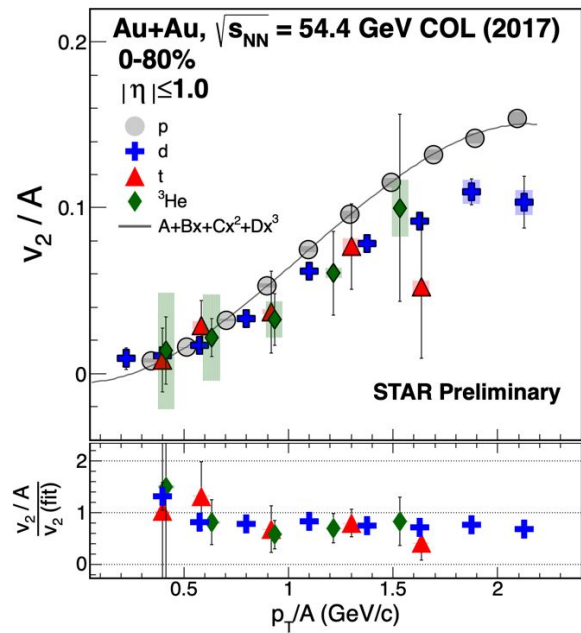 Au+Au, √s_NN = 54.4 GeV COL (2017)
0-80%
|η|≤1.0
p
d
t
³He
A+Bx+Cx²+Dx³
STAR Preliminary
v₂ / A
0.2
0.1
0
v₂ / A
v₂ (fit)
2
1
0
0.5
1
1.5
2
p_T/A (GeV/c)